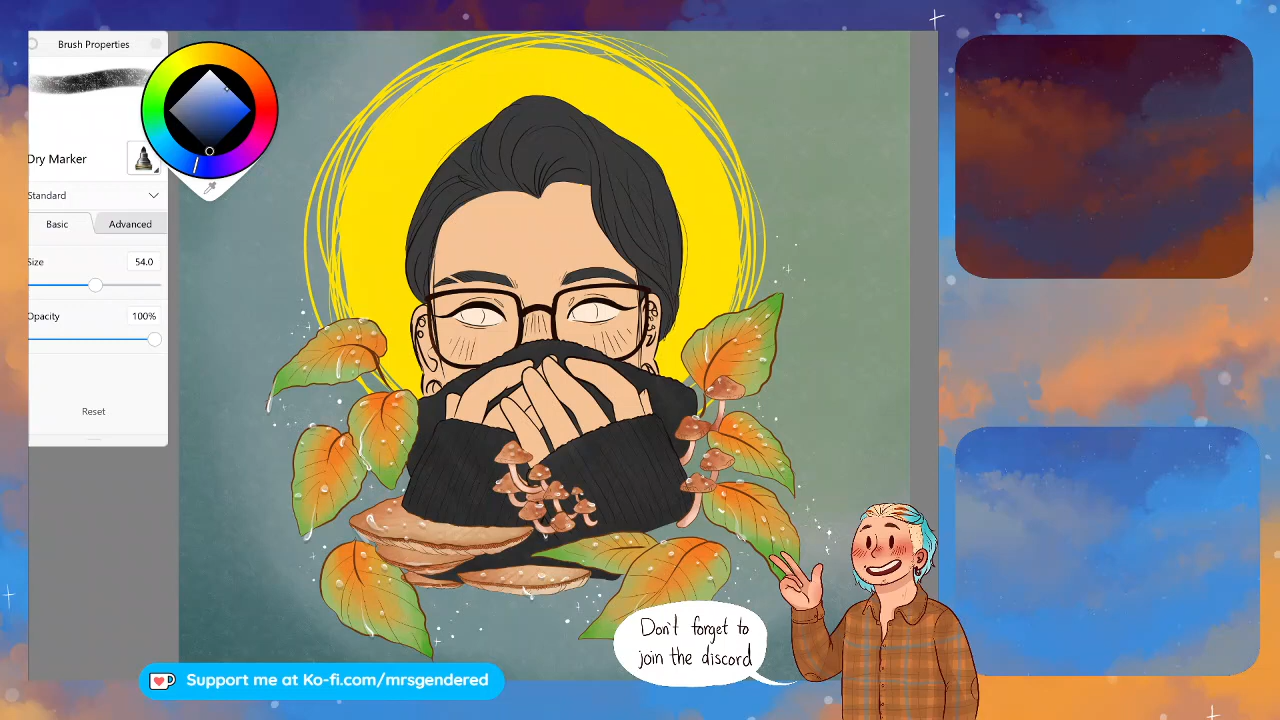 Brush Properties
Dry Marker
Standard
Basic
Advanced
Size
54.0
Opacity
100%
Reset
Don't forget to
join the discord
Support me at Ko-fi.com/mrsgendered